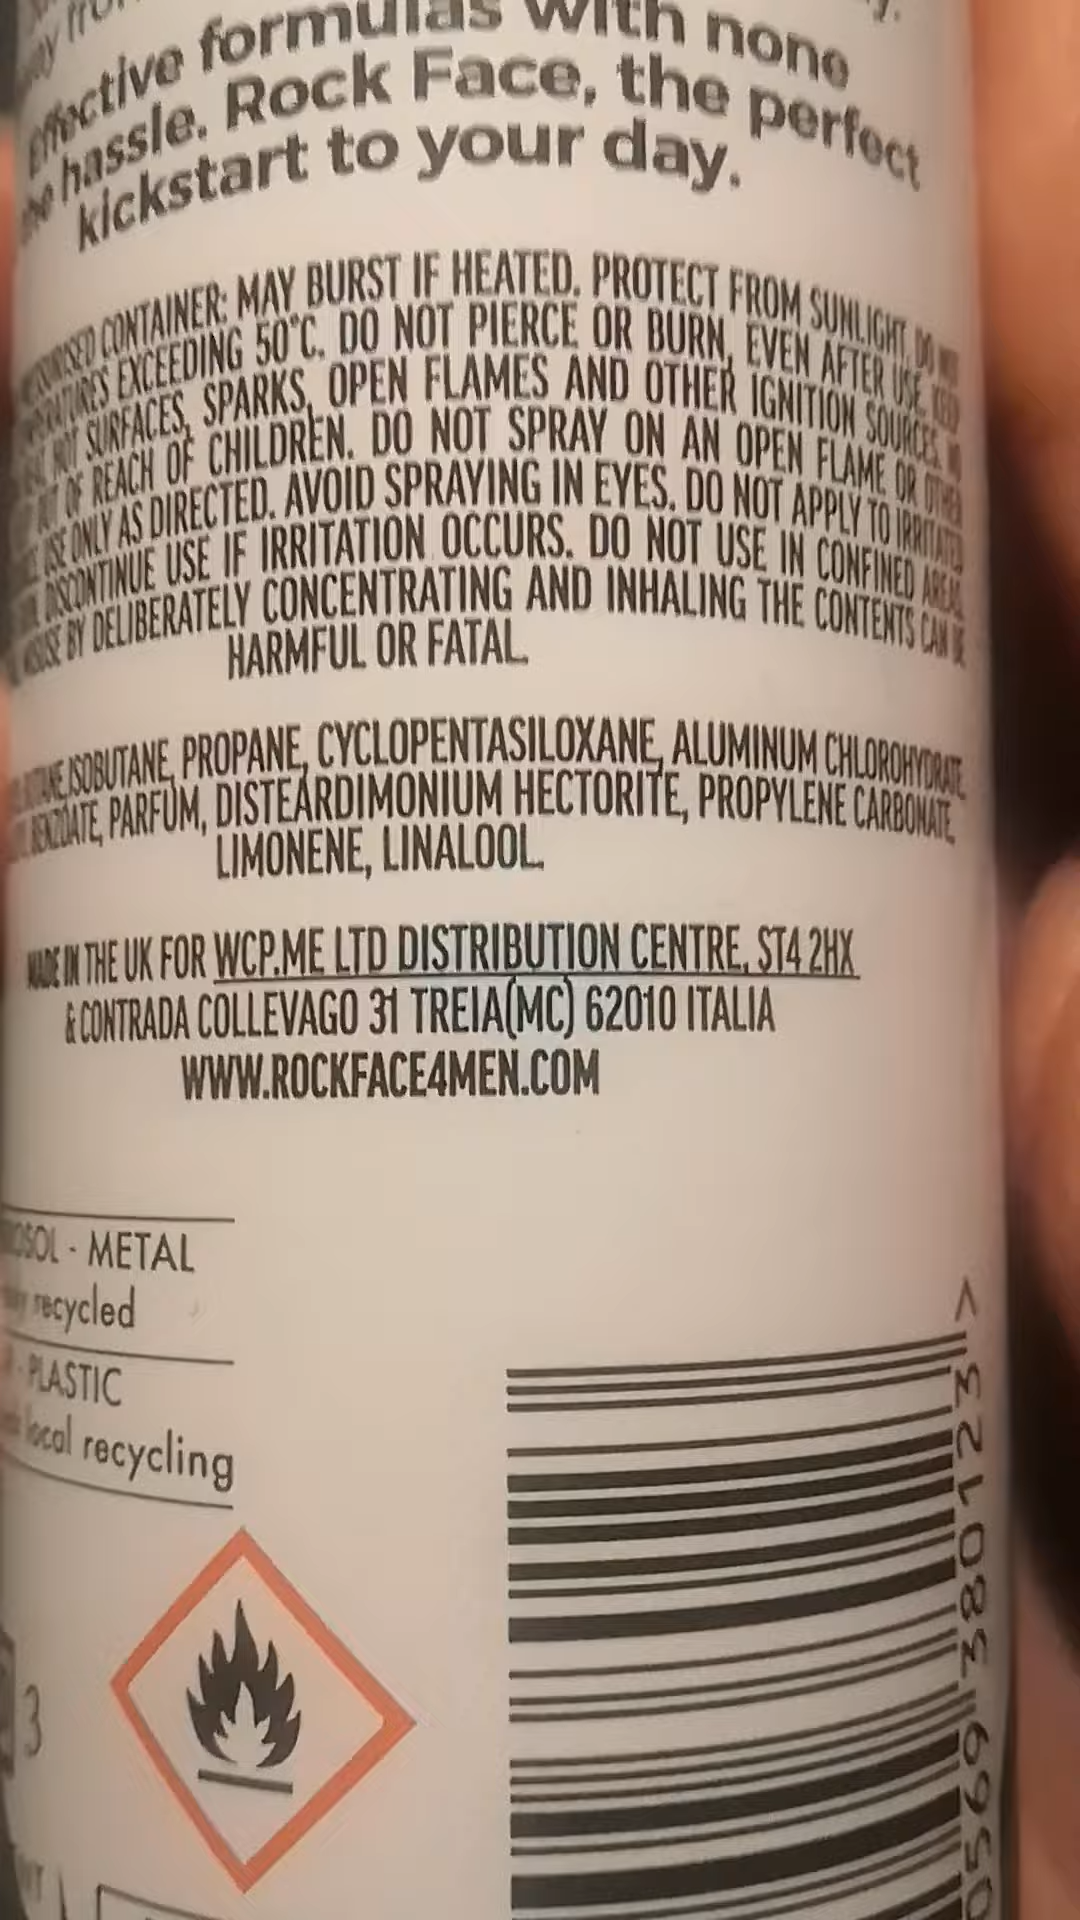 effective formulas with none
the hassle. Rock Face, the perfect
kickstart to your day.
CONTAINER: MAY BURST IF HEATED. PROTECT FROM SUNLIGHT. DO NOT
EXCEEDING 50°C. DO NOT PIERCE OR BURN, EVEN AFTER USE. KEEP
HOT SURFACES, SPARKS, OPEN FLAMES AND OTHER IGNITION SOURCES.
OUT OF REACH OF CHILDREN. DO NOT SPRAY ON AN OPEN FLAME OR OTHER
USE ONLY AS DIRECTED. AVOID SPRAYING IN EYES. DO NOT APPLY TO IRRITATED
DISCONTINUE USE IF IRRITATION OCCURS. DO NOT USE IN CONFINED AREAS.
MISUSE BY DELIBERATELY CONCENTRATING AND INHALING THE CONTENTS CAN BE
HARMFUL OR FATAL.
ISOBUTANE, PROPANE, CYCLOPENTASILOXANE, ALUMINUM CHLOROHYDRATE,
BENZOATE, PARFUM, DISTEARDIMONIUM HECTORITE, PROPYLENE CARBONATE,
LIMONENE, LINALOOL.
MADE IN THE UK FOR WCP.ME LTD DISTRIBUTION CENTRE, ST4 2HX
& CONTRADA COLLEVAGO 31 TREIA(MC) 62010 ITALIA
WWW.ROCKFACE4MEN.COM
- METAL
recycled
- PLASTIC
local recycling
3
0569 380123 >